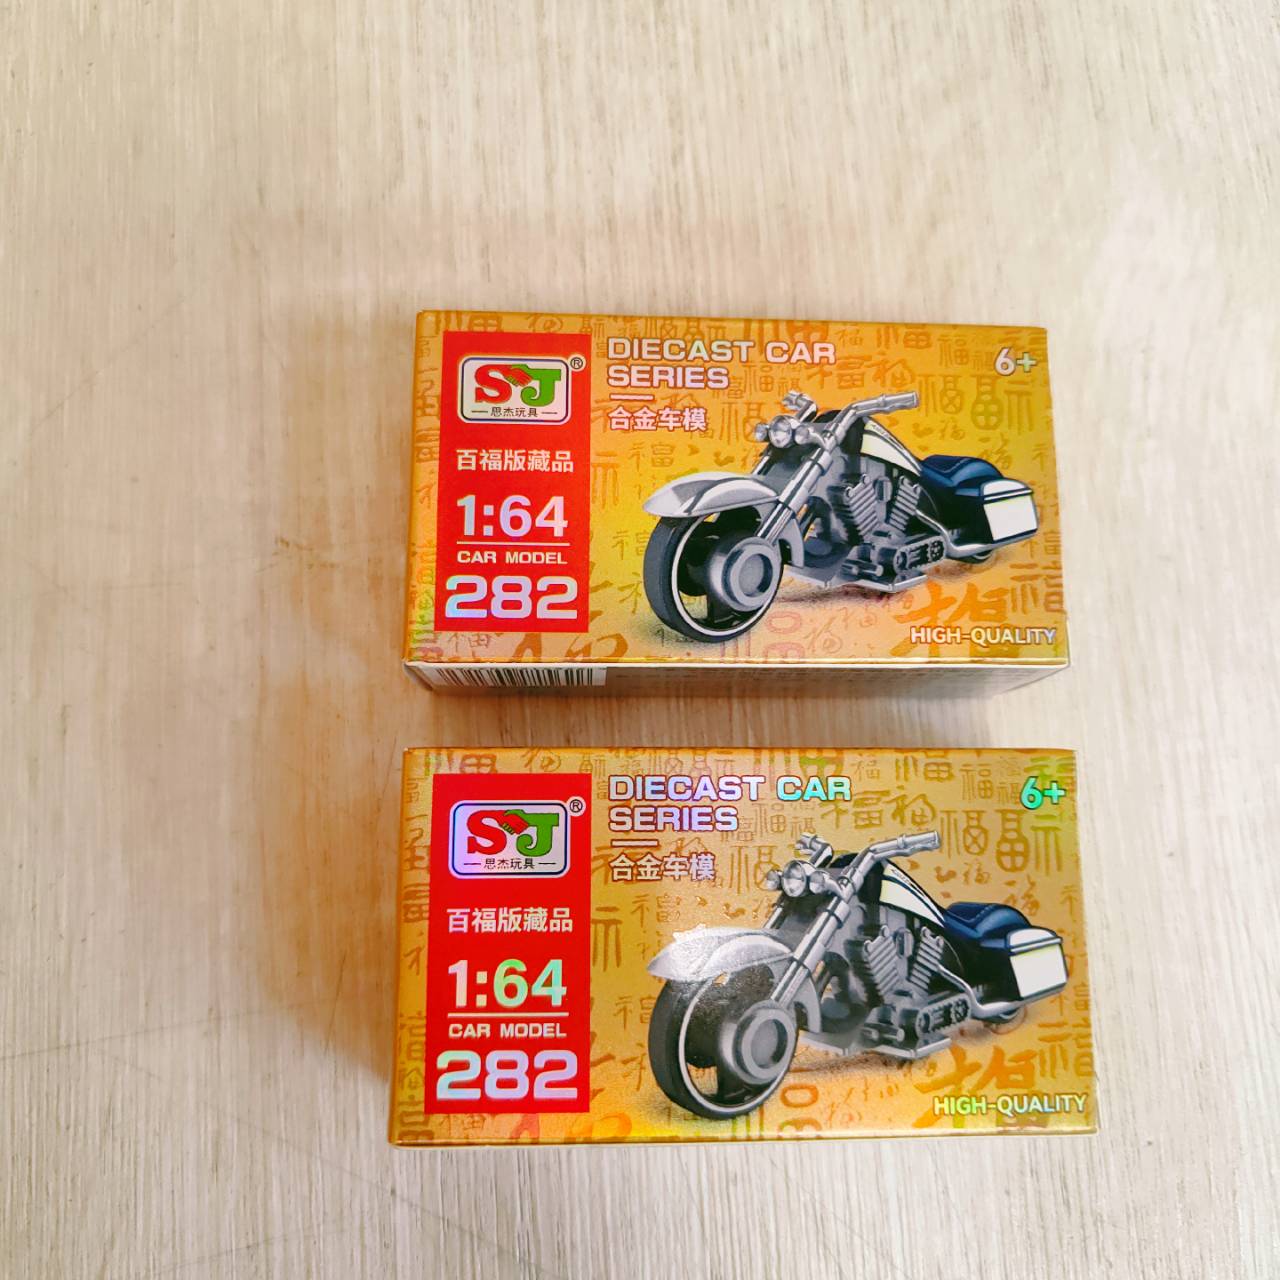 SJ®
思杰玩具
百福版藏品
1:64
CAR MODEL
282
DIECAST CAR
SERIES
合金车模
6+
HIGH-QUALITY
SJ®
思杰玩具
百福版藏品
1:64
CAR MODEL
282
DIECAST CAR
SERIES
合金车模
6+
HIGH-QUALITY